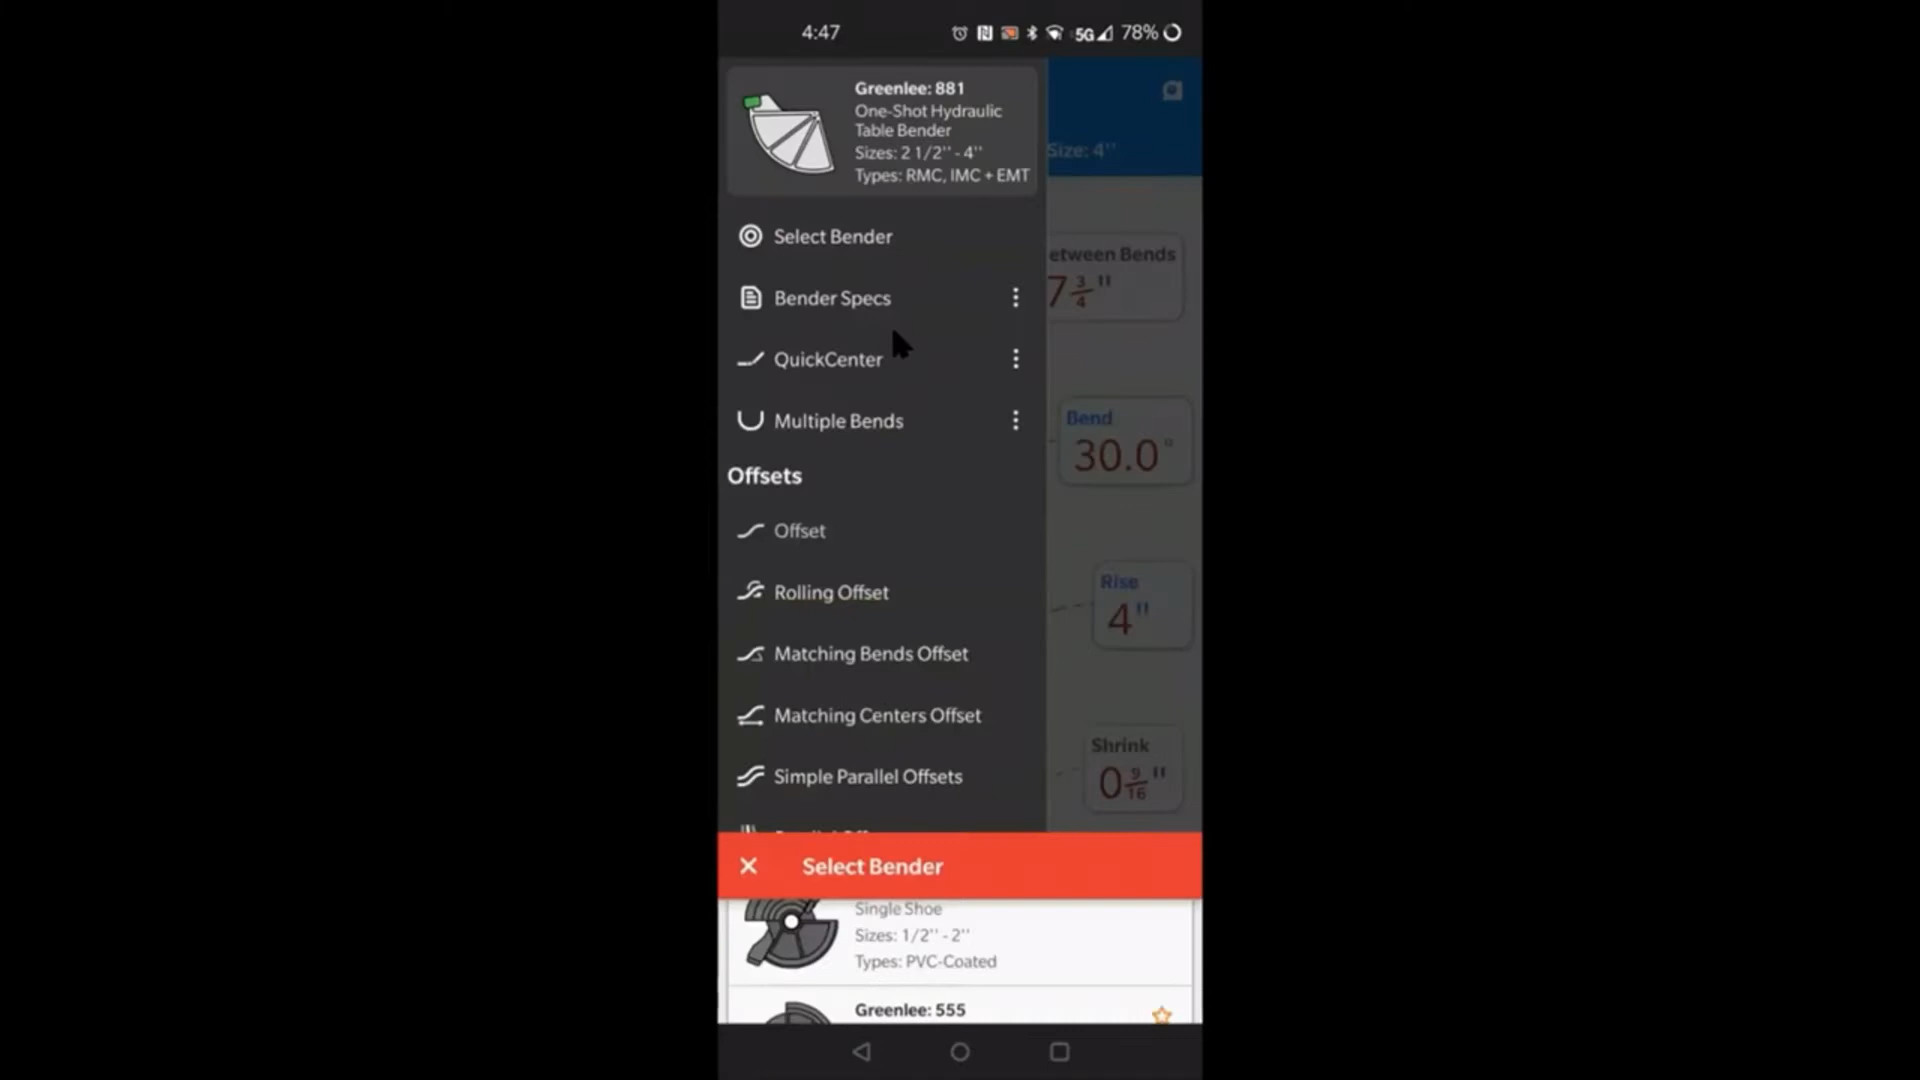 4:47
5G
78%
Greenlee: 881
One-Shot Hydraulic
Table Bender
Sizes: 2 1/2'' - 4''
Types: RMC, IMC + EMT
Size: 4''
Select Bender
etween Bends
7 3/4"
Bender Specs
QuickCenter
Multiple Bends
Bend
30.0°
Offsets
Offset
Rolling Offset
Rise
4"
Matching Bends Offset
Matching Centers Offset
Shrink
0 9/16"
Simple Parallel Offsets
Select Bender
Single Shoe
Sizes: 1/2'' - 2''
Types: PVC-Coated
Greenlee: 555